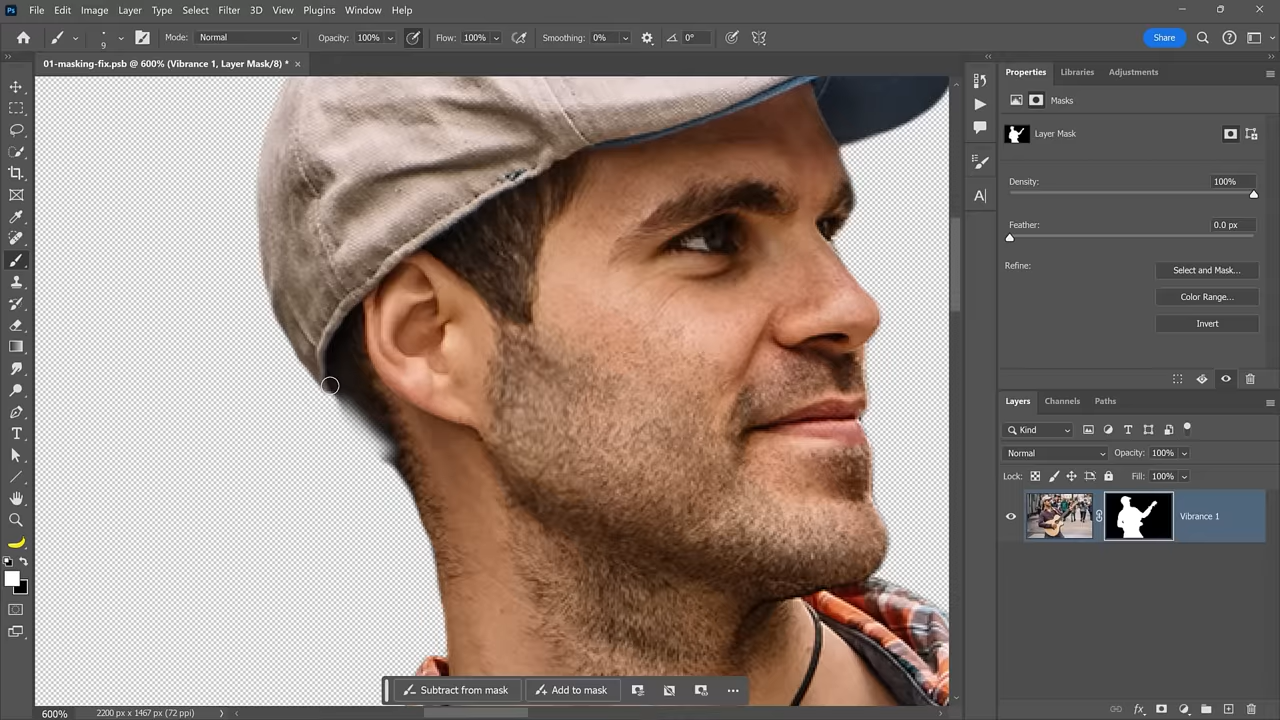 Ps File Edit Image Layer Type Select Filter 3D View Plugins Window Help
9 Mode: Normal Opacity: 100% Flow: 100% Smoothing: 0% 0° Share
01-masking-fix.psb @ 600% (Vibrance 1, Layer Mask/8) * ×
Properties Libraries Adjustments
Masks
Layer Mask
Density: 100%
Feather: 0.0 px
Refine: Select and Mask...
Color Range...
Invert
Layers Channels Paths
Kind
Normal Opacity: 100%
Lock: Fill: 100%
Vibrance 1
Subtract from mask Add to mask
600% 2200 px x 1467 px (72 ppi)